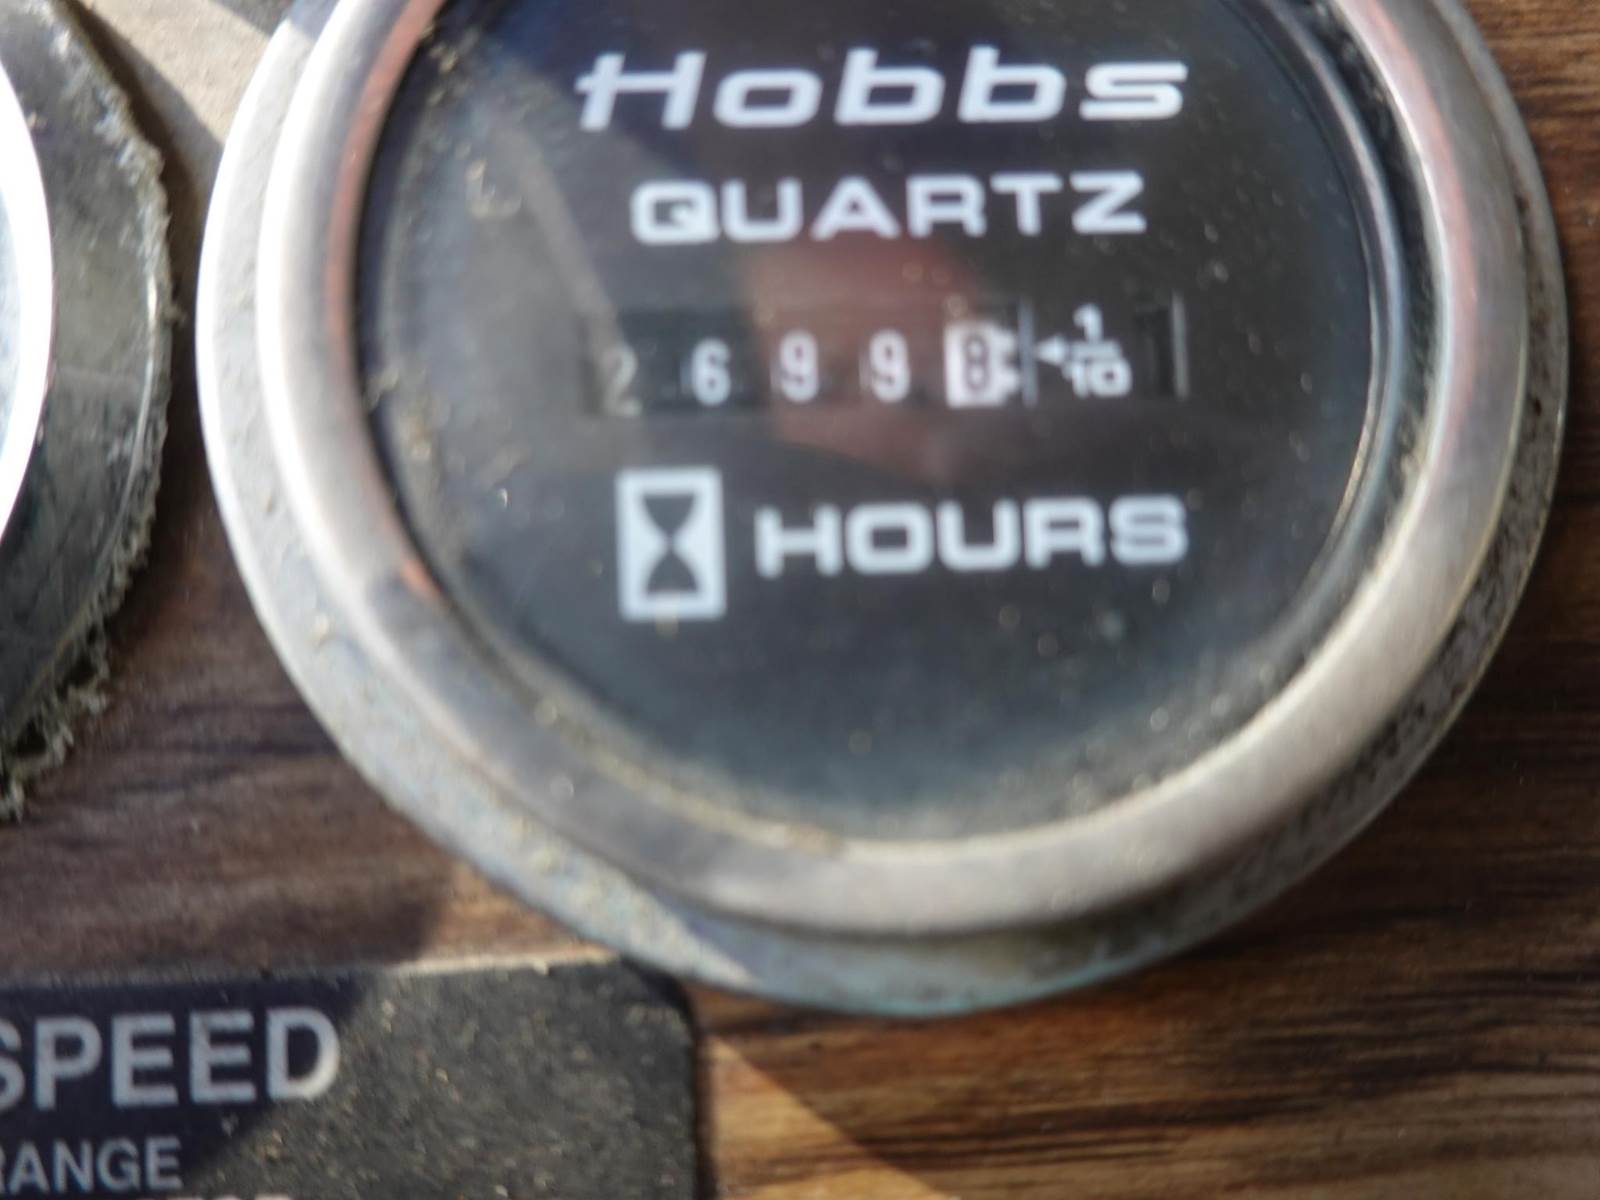 Hobbs
QUARTZ
2 6 9 9 8 1/10
HOURS
SPEED
RANGE